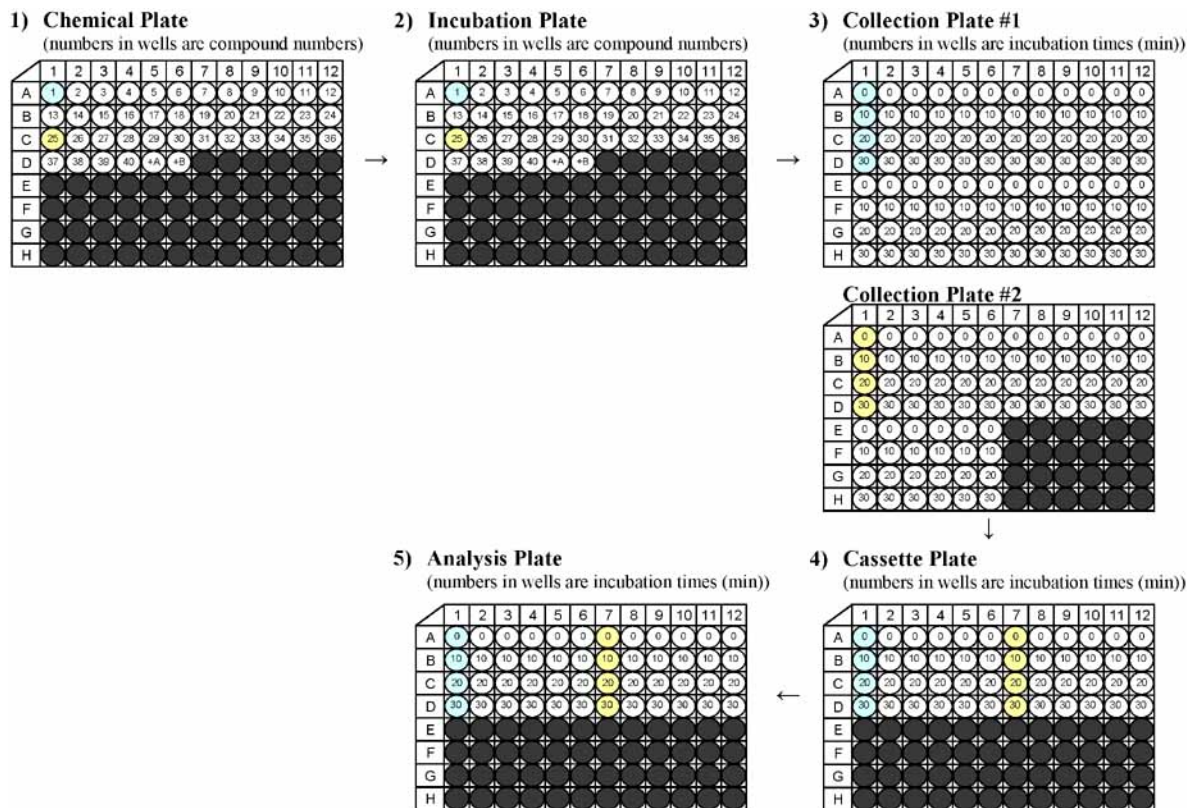 1) Chemical Plate
(numbers in wells are compound numbers)
1 2 3 4 5 6 7 8 9 10 11 12
A 1 2 3 4 5 6 7 8 9 10 11 12
B 13 14 15 16 17 18 19 20 21 22 23 24
C 25 26 27 28 29 30 31 32 33 34 35 36
D 37 38 39 40 +A +B
E
F
G
H
→
2) Incubation Plate
(numbers in wells are compound numbers)
1 2 3 4 5 6 7 8 9 10 11 12
A 1 2 3 4 5 6 7 8 9 10 11 12
B 13 14 15 16 17 18 19 20 21 22 23 24
C 25 26 27 28 29 30 31 32 33 34 35 36
D 37 38 39 40 +A +B
E
F
G
H
→
3) Collection Plate #1
(numbers in wells are incubation times (min))
1 2 3 4 5 6 7 8 9 10 11 12
A 0 0 0 0 0 0 0 0 0 0 0 0
B 10 10 10 10 10 10 10 10 10 10 10 10
C 20 20 20 20 20 20 20 20 20 20 20 20
D 30 30 30 30 30 30 30 30 30 30 30 30
E 0 0 0 0 0 0 0 0 0 0 0 0
F 10 10 10 10 10 10 10 10 10 10 10 10
G 20 20 20 20 20 20 20 20 20 20 20 20
H 30 30 30 30 30 30 30 30 30 30 30 30
Collection Plate #2
1 2 3 4 5 6 7 8 9 10 11 12
A 0 0 0 0 0 0 0 0 0 0 0 0
B 10 10 10 10 10 10 10 10 10 10 10 10
C 20 20 20 20 20 20 20 20 20 20 20 20
D 30 30 30 30 30 30 30 30 30 30 30 30
E 0 0 0 0 0 0
F 10 10 10 10 10 10
G 20 20 20 20 20 20
H 30 30 30 30 30 30
↓
4) Cassette Plate
(numbers in wells are incubation times (min))
1 2 3 4 5 6 7 8 9 10 11 12
A 0 0 0 0 0 0 0 0 0 0 0 0
B 10 10 10 10 10 10 10 10 10 10 10 10
C 20 20 20 20 20 20 20 20 20 20 20 20
D 30 30 30 30 30 30 30 30 30 30 30 30
E
F
G
H
←
5) Analysis Plate
(numbers in wells are incubation times (min))
1 2 3 4 5 6 7 8 9 10 11 12
A 0 0 0 0 0 0 0 0 0 0 0 0
B 10 10 10 10 10 10 10 10 10 10 10 10
C 20 20 20 20 20 20 20 20 20 20 20 20
D 30 30 30 30 30 30 30 30 30 30 30 30
E
F
G
H